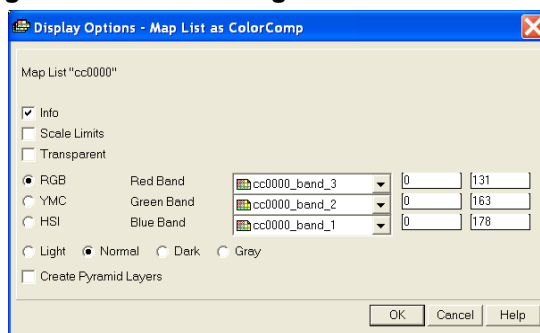 Display Options - Map List as ColorComp
Map List "cc0000"
Info
Scale Limits
Transparent
RGB Red Band cc0000_band_3 0 131
YMC Green Band cc0000_band_2 0 163
HSI Blue Band cc0000_band_1 0 178
Light Normal Dark Gray
Create Pyramid Layers
OK Cancel Help